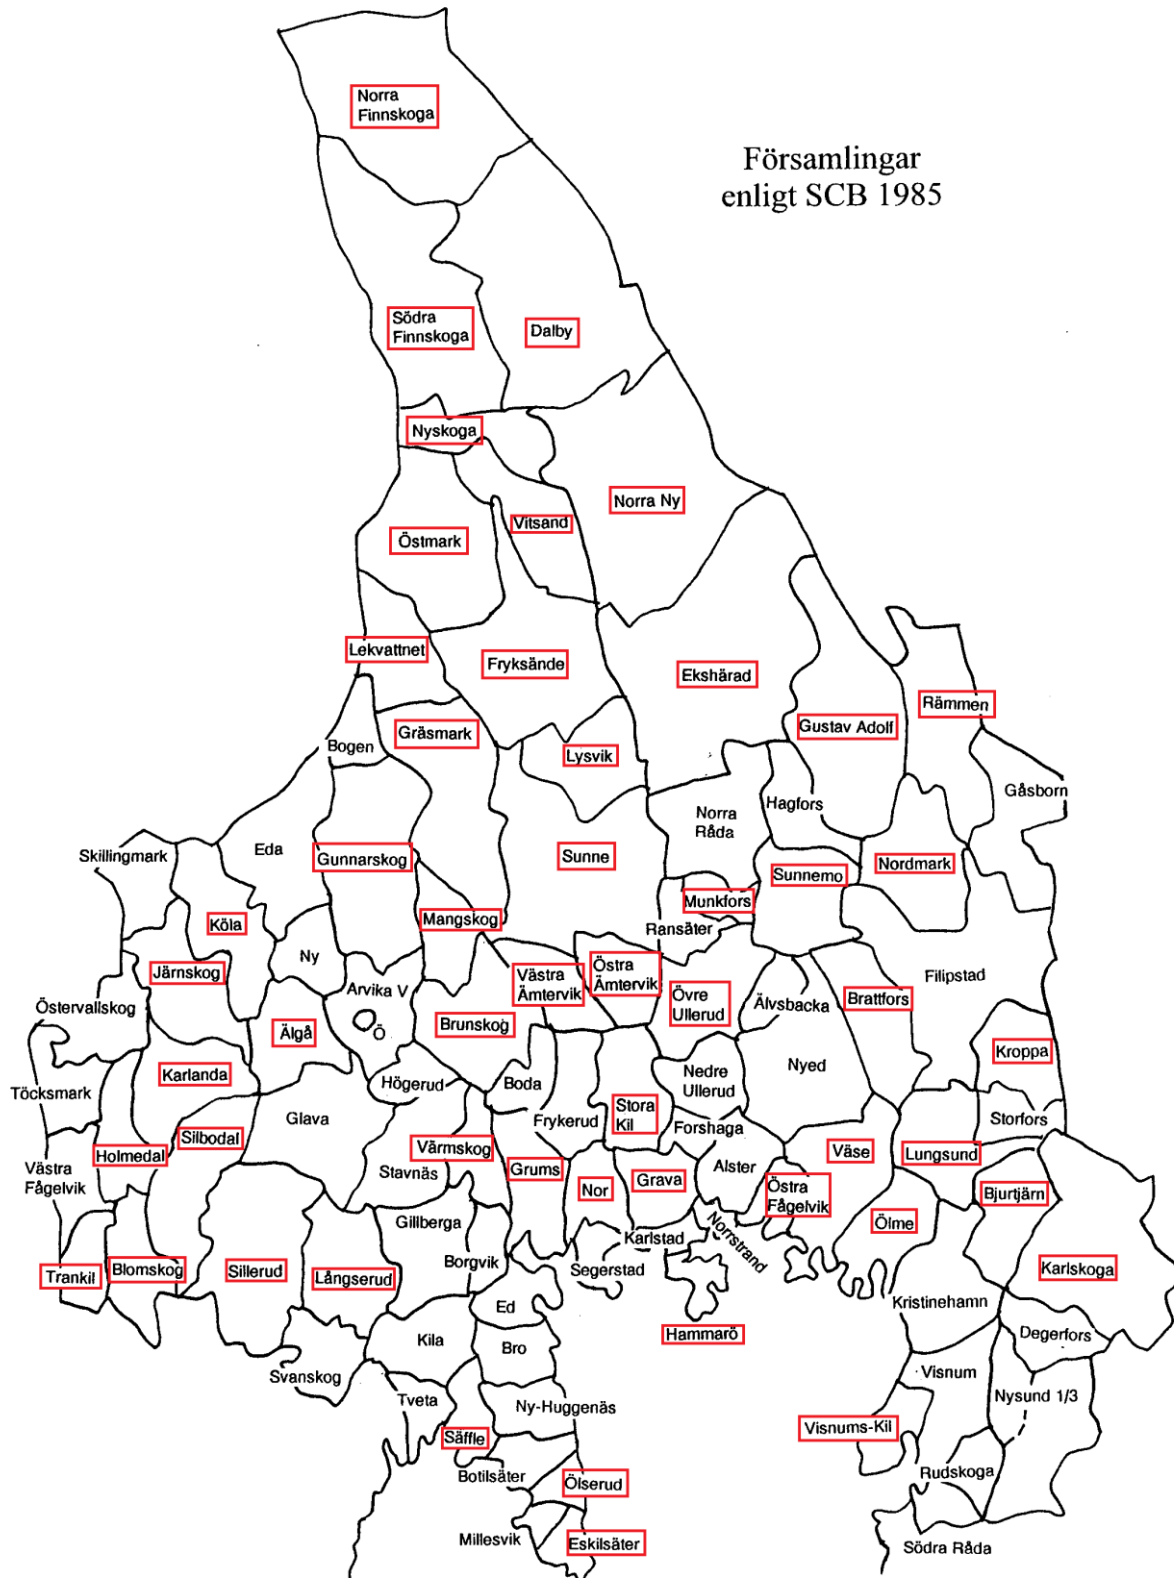 Norra
Finnskoga
Församlingar
enligt SCB 1985
Södra
Finnskoga
Dalby
Nyskoga
Norra Ny
Vitsand
Östmark
Lekvattnet
Fryksände
Ekshärad
Rämmen
Gustav Adolf
Gräsmark
Bogen
Lysvik
Gåsborn
Hagfors
Norra
Råda
Skillingmark
Eda
Gunnarskog
Sunne
Sunnemo
Nordmark
Munkfors
Mangskog
Köla
Ransäter
Ny
Järnskog
Västra
Ämtervik
Östra
Ämtervik
Arvika V
Ö
Övre
Ullerud
Älvsbacka
Brattfors
Filipstad
Östervallskog
Älgå
Brunskog
Kroppa
Karlanda
Högerud
Boda
Nedre
Ullerud
Nyed
Töcksmark
Glava
Frykerud
Stora
Kil
Forshaga
Storfors
Silbodal
Holmedal
Värmskog
Väse
Lungsund
Västra
Fågelvik
Stavnäs
Grums
Nor
Grava
Alster
Östra
Fågelvik
Bjurtjärn
Ölme
Gillberga
Karlstad
Norrstrand
Trankil
Blomskog
Sillerud
Långserud
Borgvik
Segerstad
Karlskoga
Ed
Kristinehamn
Hammarö
Degerfors
Kila
Bro
Svanskog
Visnum
Tveta
Ny-Huggenäs
Nysund 1/3
Säffle
Visnums-Kil
Botilsäter
Rudskoga
Ölserud
Millesvik
Eskilsäter
Södra Råda